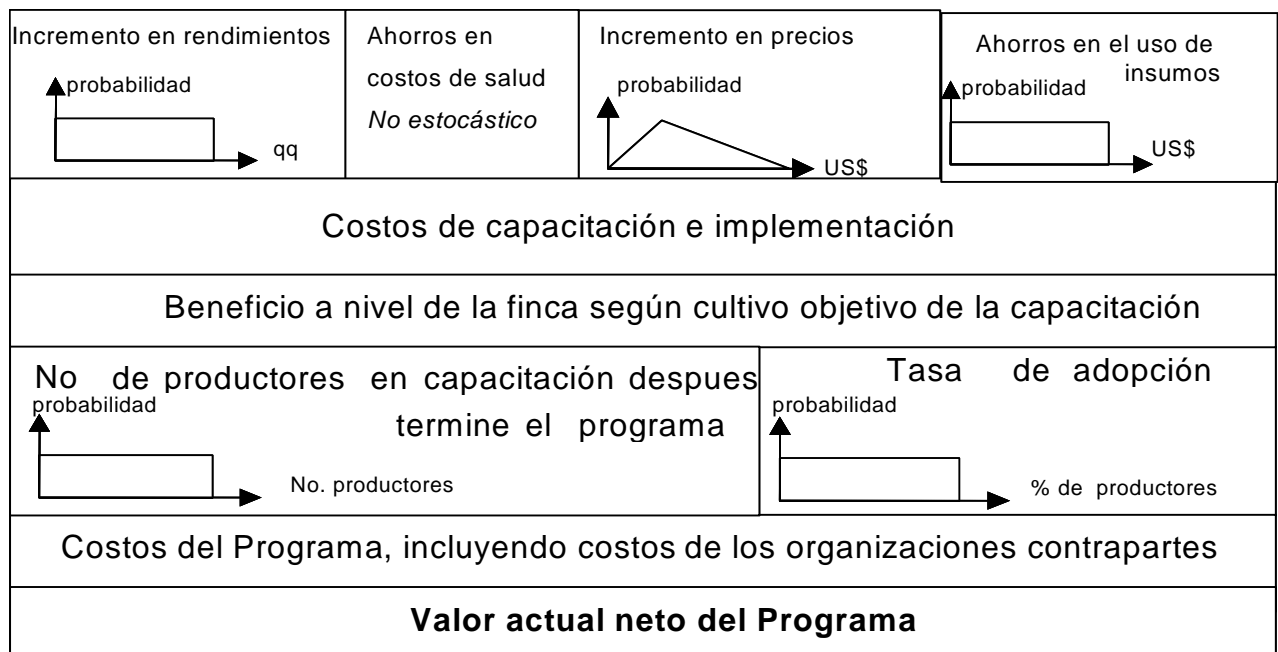 Incremento en rendimientos
probabilidad
qq
Ahorros en
costos de salud
No estocástico
Incremento en precios
probabilidad
US$
Ahorros en el uso de
insumos
probabilidad
US$
Costos de capacitación e implementación
Beneficio a nivel de la finca según cultivo objetivo de la capacitación
No de productores en capacitación despues
termine el programa
probabilidad
No. productores
Tasa de adopción
probabilidad
% de productores
Costos del Programa, incluyendo costos de los organizaciones contrapartes
Valor actual neto del Programa